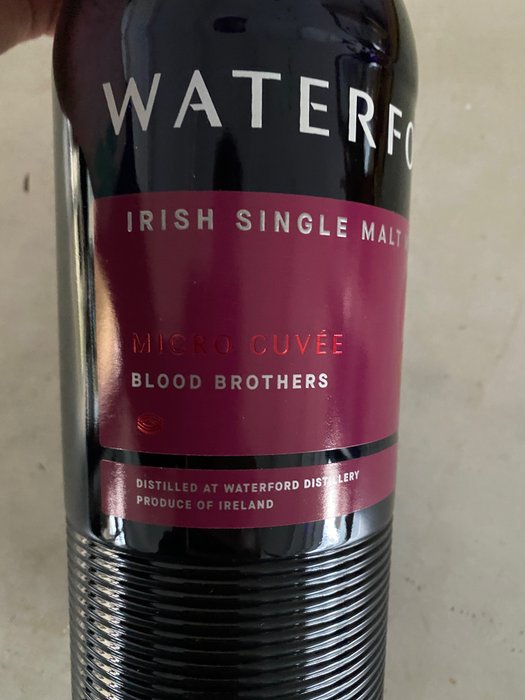 WATERFO
IRISH SINGLE MALT
MICRO CUVÉE
BLOOD BROTHERS
DISTILLED AT WATERFORD DISTILLERY
PRODUCE OF IRELAND